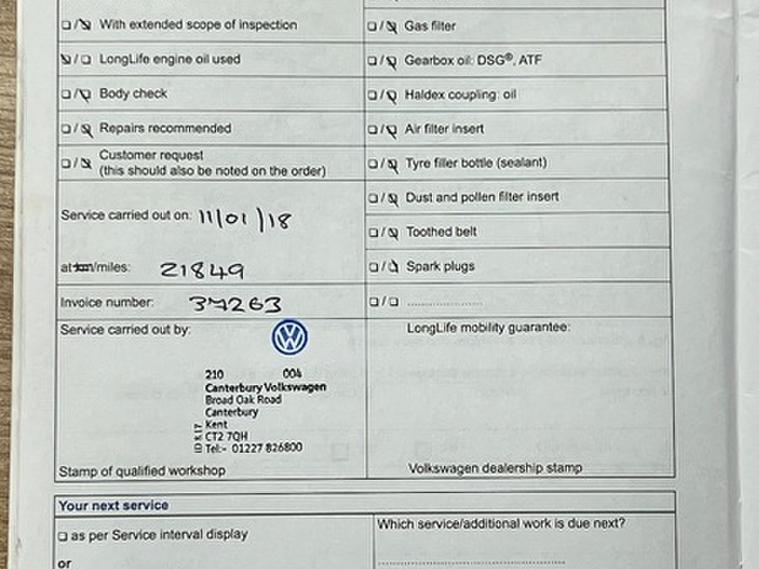 With extended scope of inspection
LongLife engine oil used
Body check
Repairs recommended
Customer request
(this should also be noted on the order)
Service carried out on: 11/01/18
at km/miles: 21849
Invoice number: 37263
Service carried out by:
210 004
Canterbury Volkswagen
Broad Oak Road
Canterbury
Kent
CT2 7QH
Tel:- 01227 826800
Stamp of qualified workshop
Gas filter
Gearbox oil: DSG®, ATF
Haldex coupling: oil
Air filter insert
Tyre filler bottle (sealant)
Dust and pollen filter insert
Toothed belt
Spark plugs
LongLife mobility guarantee:
Volkswagen dealership stamp
Your next service
as per Service interval display
or
Which service/additional work is due next?